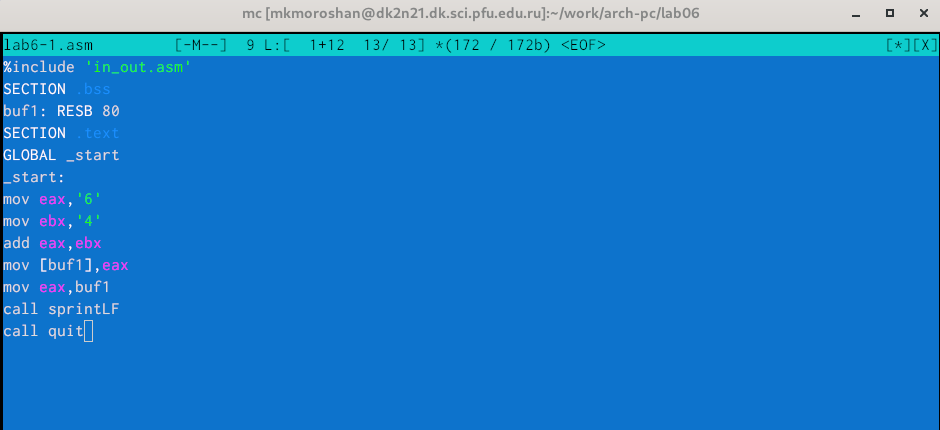 mc [mkmoroshan@dk2n21.dk.sci.pfu.edu.ru]:~/work/arch-pc/lab06
lab6-1.asm [-M--] 9 L:[ 1+12 13/ 13] *(172 / 172b) <EOF> [*][X]
%include 'in_out.asm'
SECTION .bss
buf1: RESB 80
SECTION .text
GLOBAL _start
_start:
mov eax,'6'
mov ebx,'4'
add eax,ebx
mov [buf1],eax
mov eax,buf1
call sprintLF
call quit